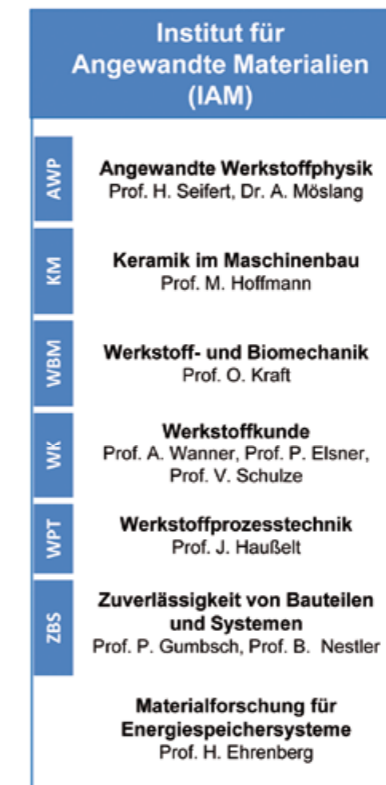 Institut für
Angewandte Materialien
(IAM)
AWP
Angewandte Werkstoffphysik
Prof. H. Seifert, Dr. A. Möslang
KM
Keramik im Maschinenbau
Prof. M. Hoffmann
WBM
Werkstoff- und Biomechanik
Prof. O. Kraft
WK
Werkstoffkunde
Prof. A. Wanner, Prof. P. Elsner,
Prof. V. Schulze
WPT
Werkstoffprozesstechnik
Prof. J. Haußelt
ZBS
Zuverlässigkeit von Bauteilen
und Systemen
Prof. P. Gumbsch, Prof. B. Nestler
Materialforschung für
Energiespeichersysteme
Prof. H. Ehrenberg